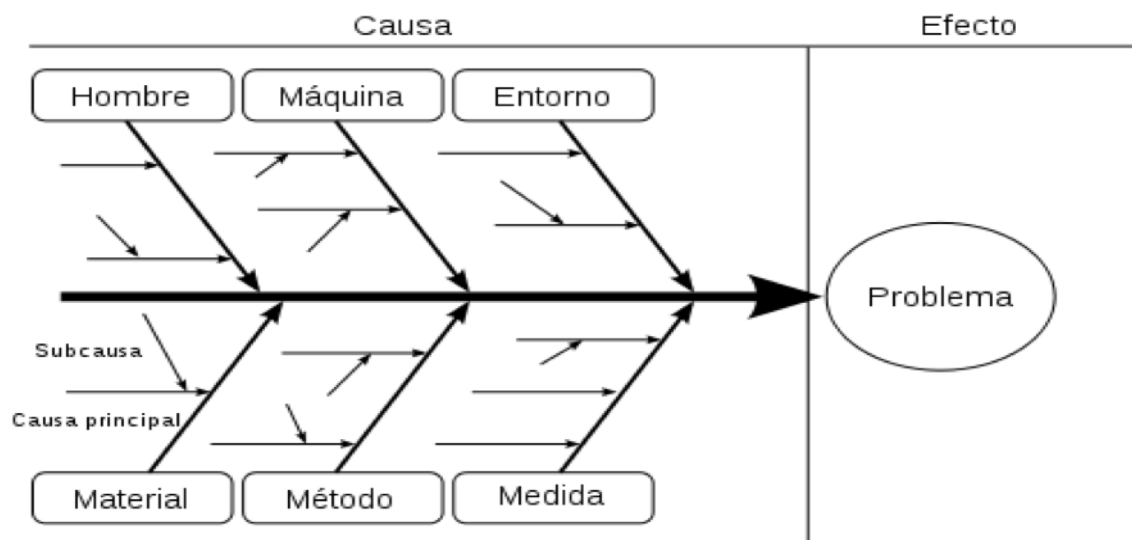 Causa
Efecto
Hombre
Máquina
Entorno
Problema
Subcausa
Causa principal
Material
Método
Medida